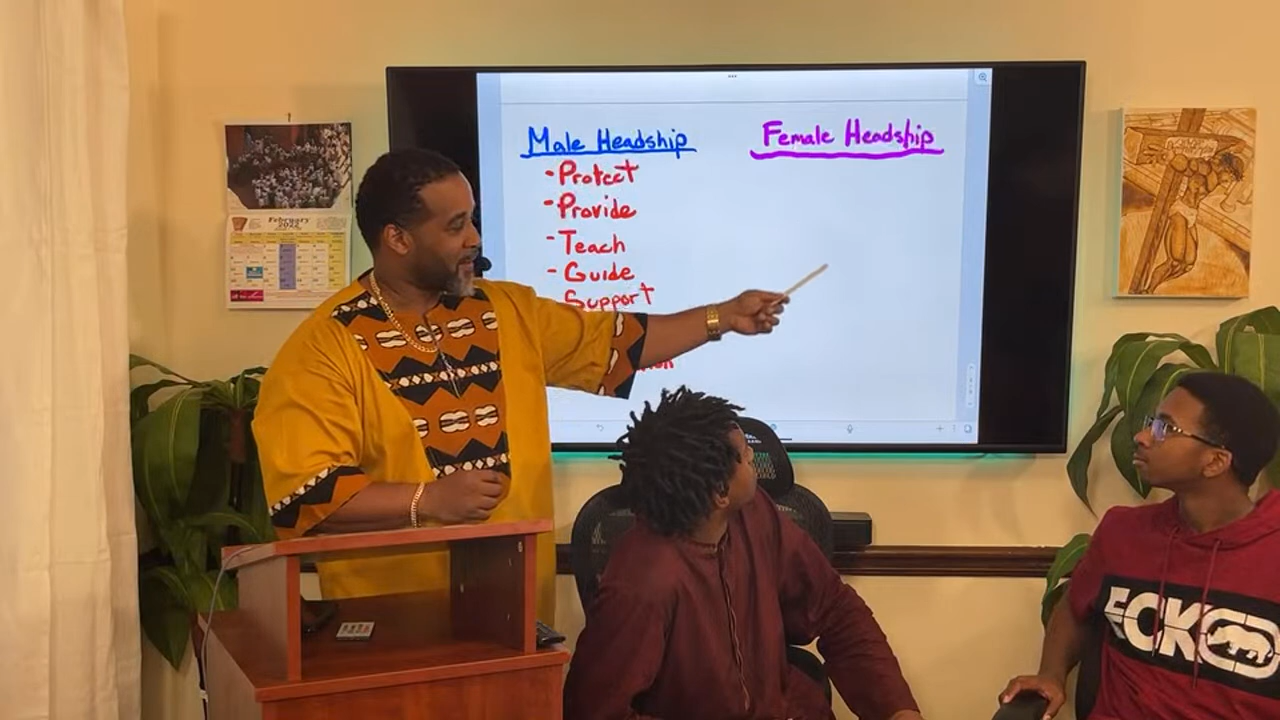 Male Headship
Female Headship
- Protect
- Provide
- Teach
- Guide
Support
February
2022
ECKO